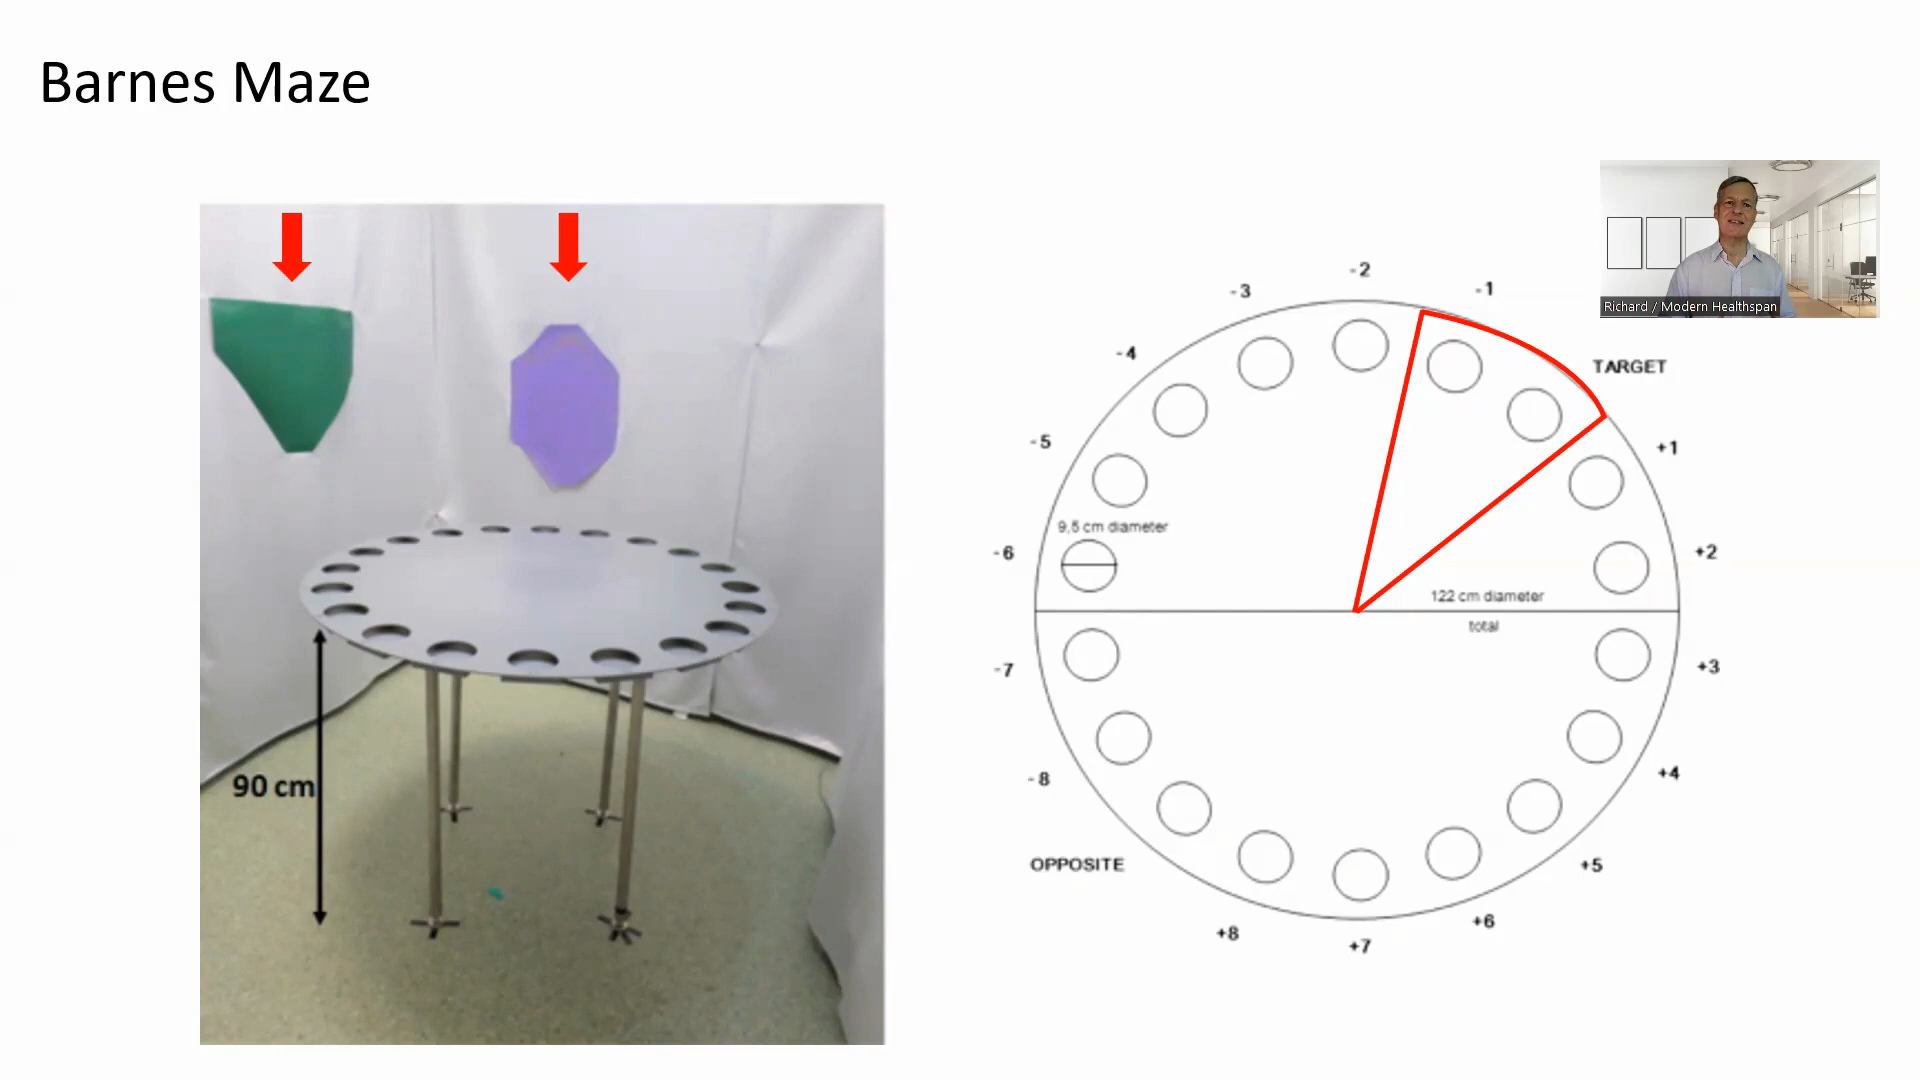 Barnes Maze
Richard / Modern Healthspan
90 cm
-2
-3
-1
-4
TARGET
-5
+1
9,5 cm diameter
-6
+2
122 cm diameter
total
-7
+3
-8
+4
OPPOSITE
+5
+6
+8
+7